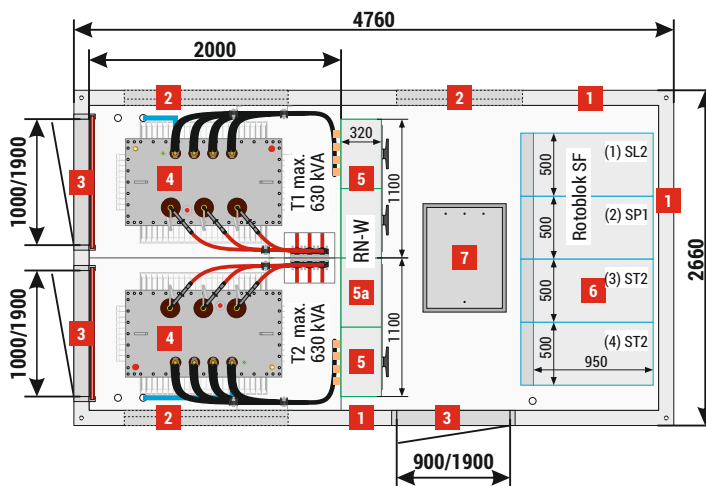 4760
2000
2
2
1
320
1000/1900
3
4
T1 max.
630 kVA
5
1100
RN-W
500
(1) SL2
Rotoblok SF
500
(2) SP1
1
7
2660
1000/1900
3
4
T2 max.
630 kVA
5a
1100
5
500
6
(3) ST2
500
(4) ST2
950
2
1
3
900/1900